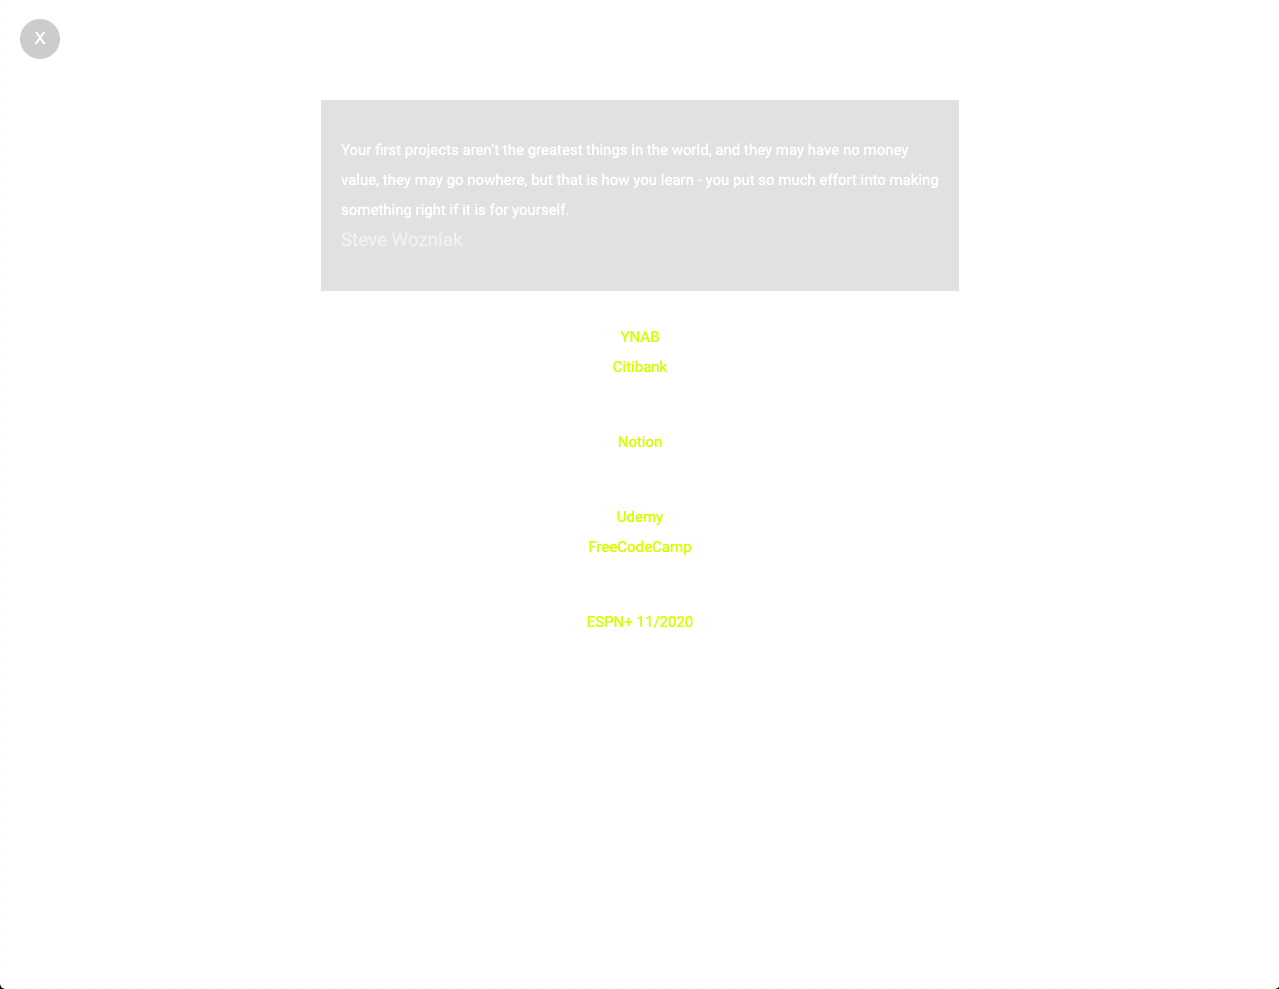 X
Your first projects aren't the greatest things in the world, and they may have no money
value, they may go nowhere, but that is how you learn - you put so much effort into making
something right if it is for yourself.
Steve Wozniak
YNAB
Citibank
Notion
Udemy
FreeCodeCamp
ESPN+ 11/2020